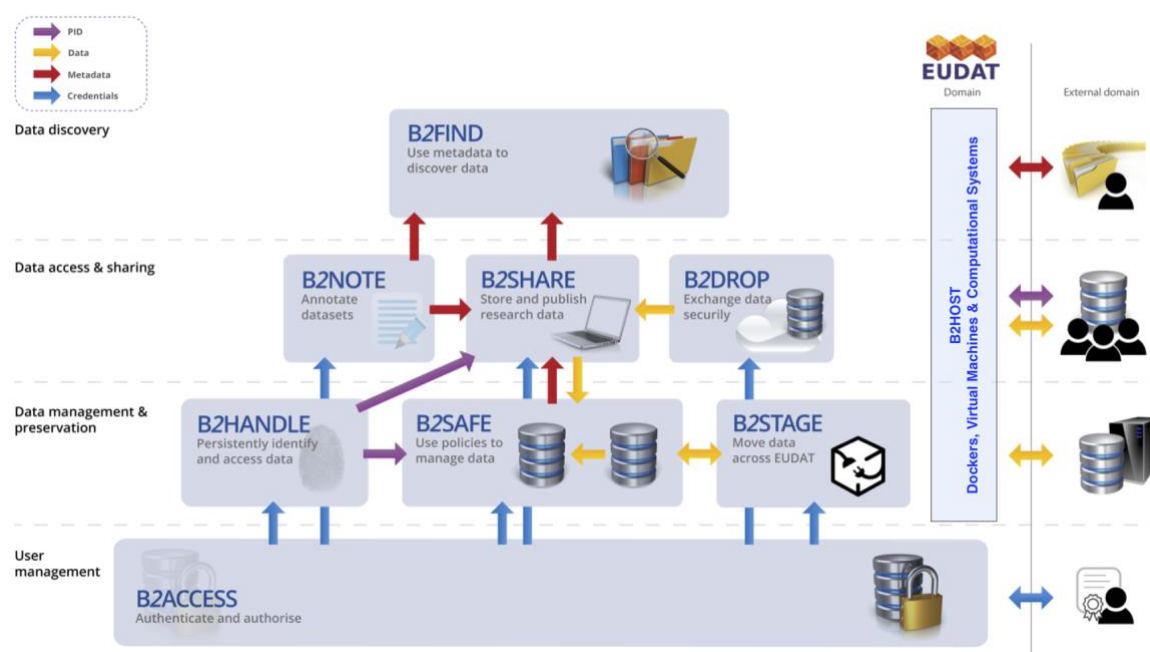 PID
Data
Metadata
Credentials
EUDAT
Domain
External domain
Data discovery
B2FIND
Use metadata to
discover data
Data access & sharing
B2NOTE
Annotate
datasets
B2SHARE
Store and publish
research data
B2DROP
Exchange data
security
B2HOST
Dockers, Virtual Machines & Computational Systems
Data management &
preservation
B2HANDLE
Persistently identify
and access data
B2SAFE
Use policies to
manage data
B2STAGE
Move data
across EUDAT
User
management
B2ACCESS
Authenticate and authorise